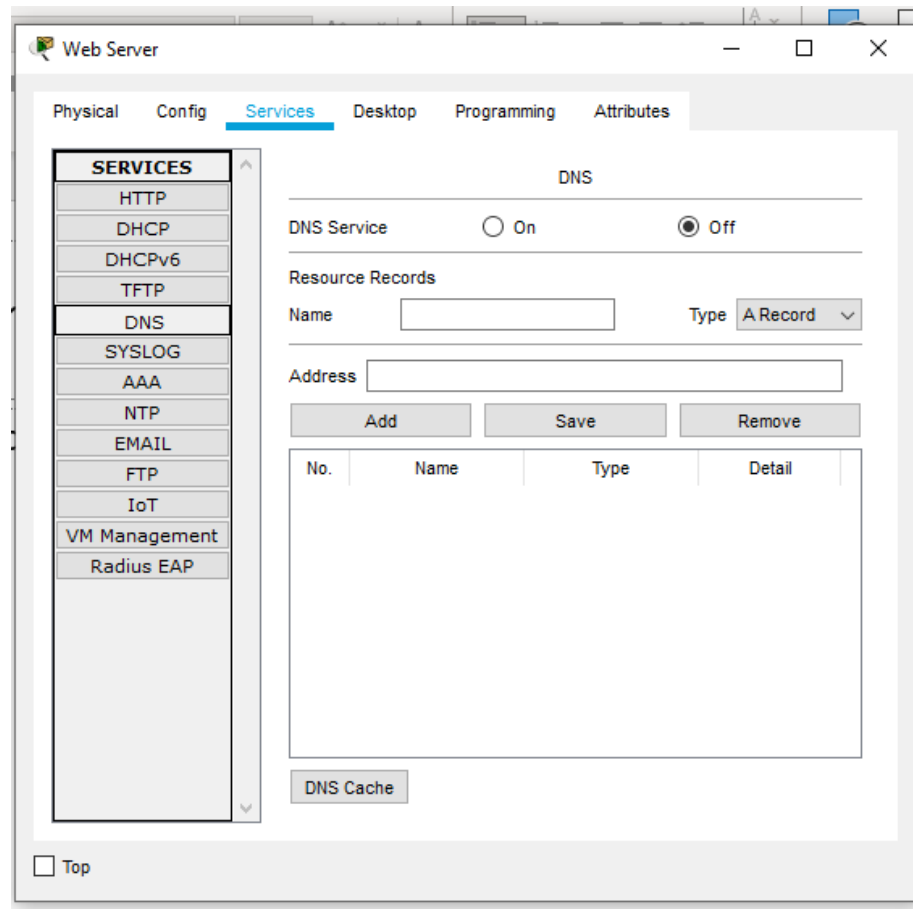 Web Server
Physical Config Services Desktop Programming Attributes
SERVICES
HTTP
DHCP
DHCPv6
TFTP
DNS
SYSLOG
AAA
NTP
EMAIL
FTP
IoT
VM Management
Radius EAP
DNS
DNS Service On Off
Resource Records
Name Type A Record
Address
Add Save Remove
No. Name Type Detail
DNS Cache
Top